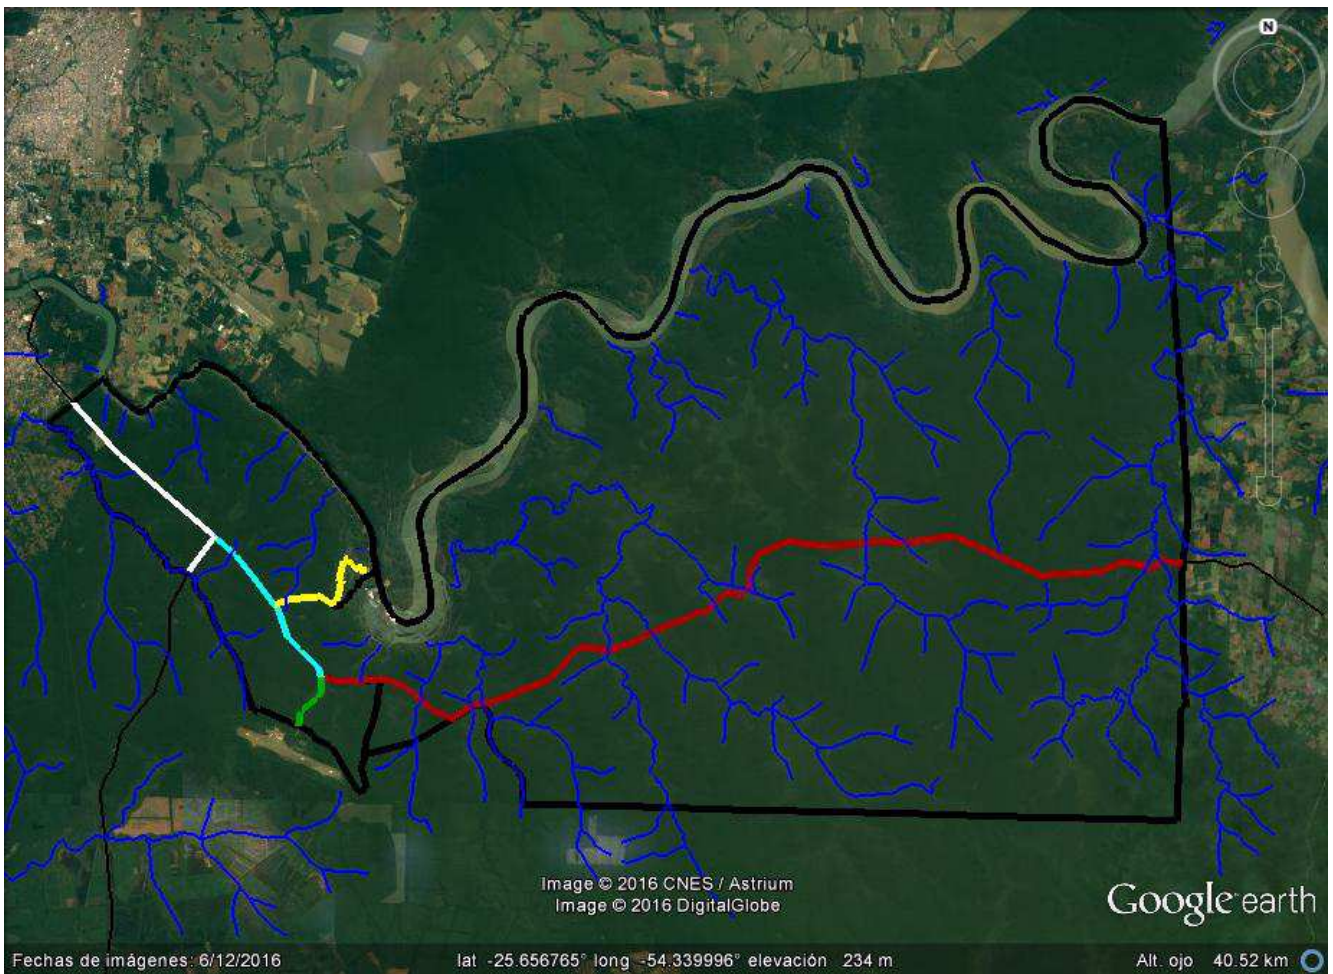 N
Image © 2016 CNES / Astrium
Image © 2016 DigitalGlobe
Google earth
Fechas de imágenes: 6/12/2016 lat -25.656765° long -54.339996° elevación 234 m Alt. ojo 40.52 km